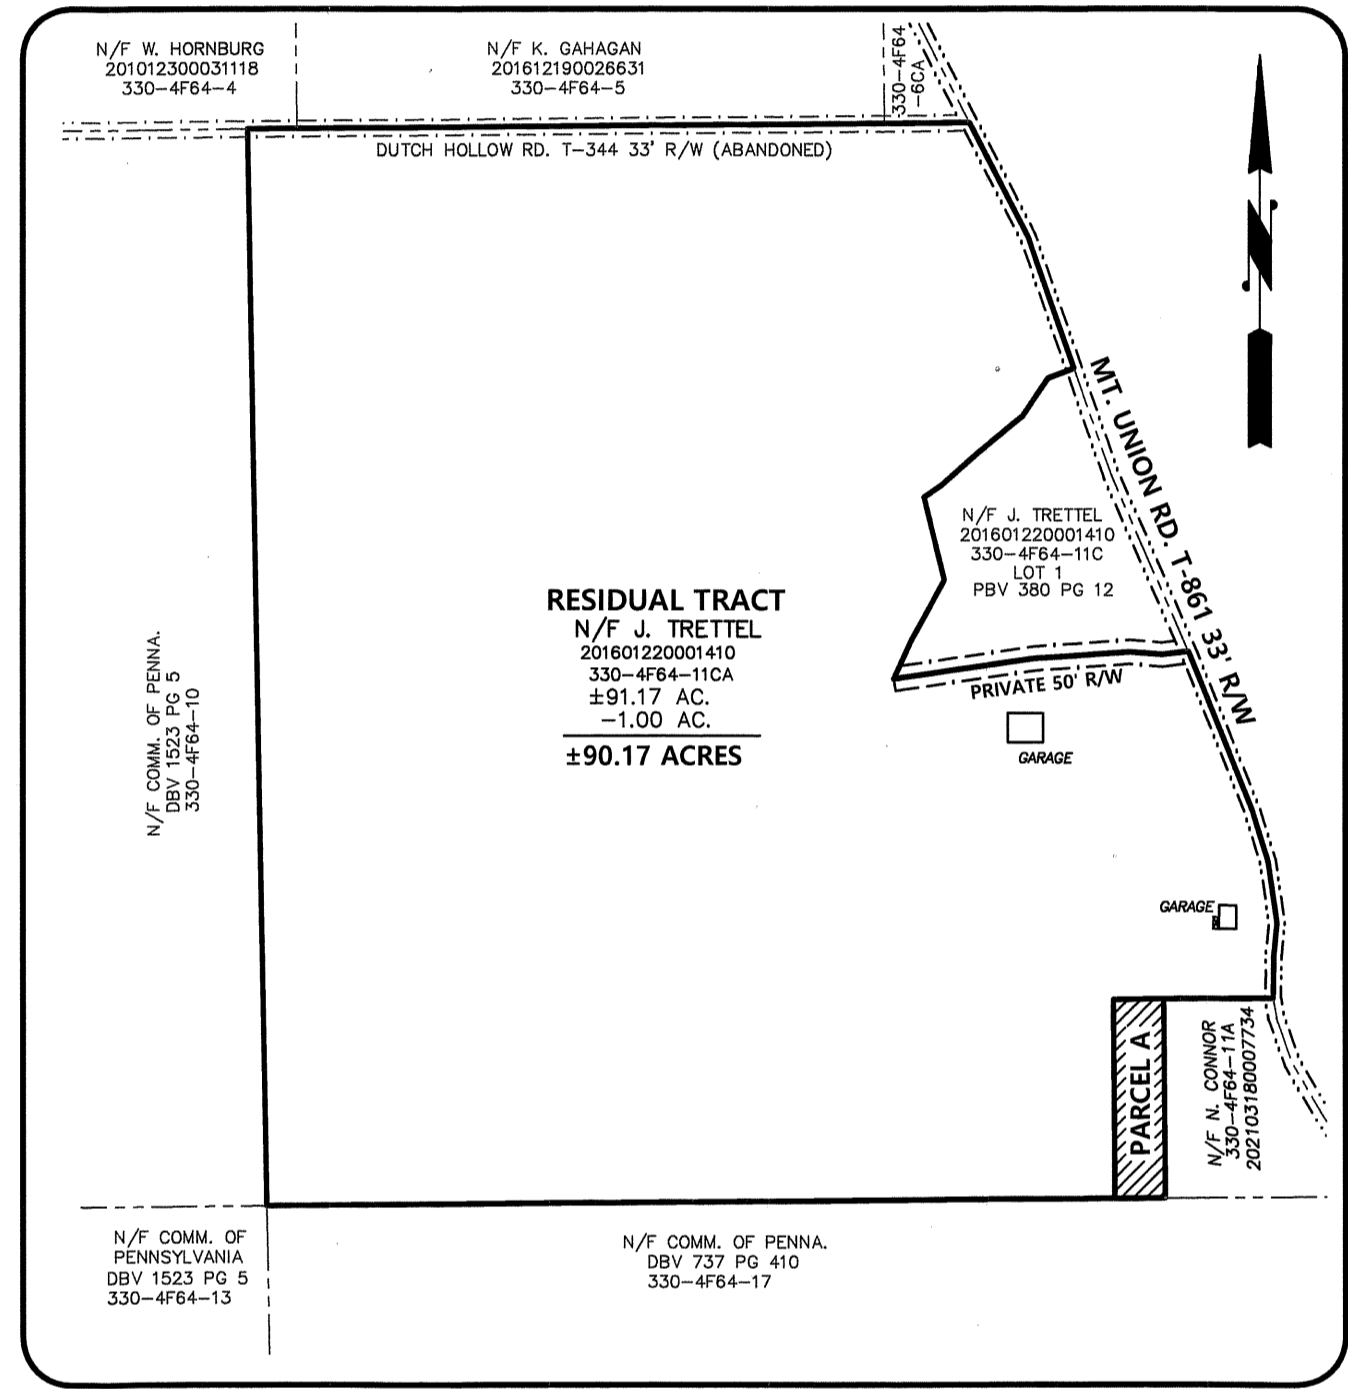 N/F W. HORNBURG
201012300031118
330-4F64-4
N/F K. GAHAGAN
201612190026631
330-4F64-5
330-4F64
-6CA
DUTCH HOLLOW RD. T-344 33' R/W (ABANDONED)
MT. UNION RD. T-861 33' R/W
N/F J. TRETTEL
201601220001410
330-4F64-11C
LOT 1
PBV 380 PG 12
RESIDUAL TRACT
N/F J. TRETTEL
201601220001410
330-4F64-11CA
±91.17 AC.
-1.00 AC.
±90.17 ACRES
N/F COMM. OF PENNA.
DBV 1523 PG 5
330-4F64-10
PRIVATE 50' R/W
GARAGE
GARAGE
PARCEL A
N/F N. CONNOR
330-4F64-11A
202103180007734
N/F COMM. OF
PENNSYLVANIA
DBV 1523 PG 5
330-4F64-13
N/F COMM. OF PENNA.
DBV 737 PG 410
330-4F64-17
N